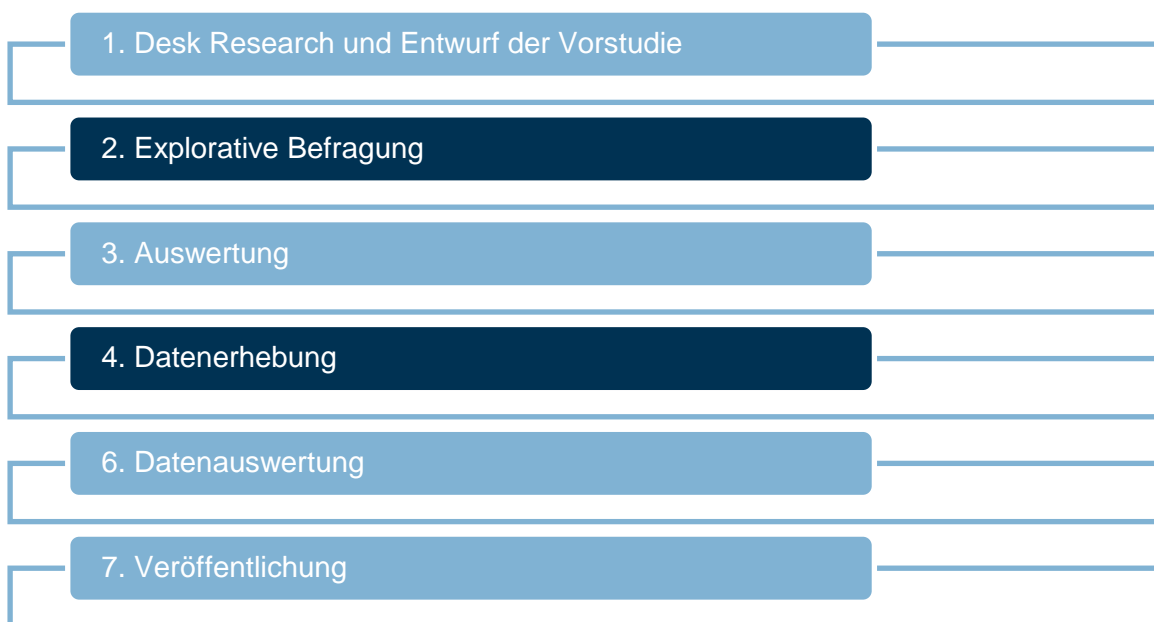 1. Desk Research und Entwurf der Vorstudie
2. Explorative Befragung
3. Auswertung
4. Datenerhebung
6. Datenauswertung
7. Veröffentlichung